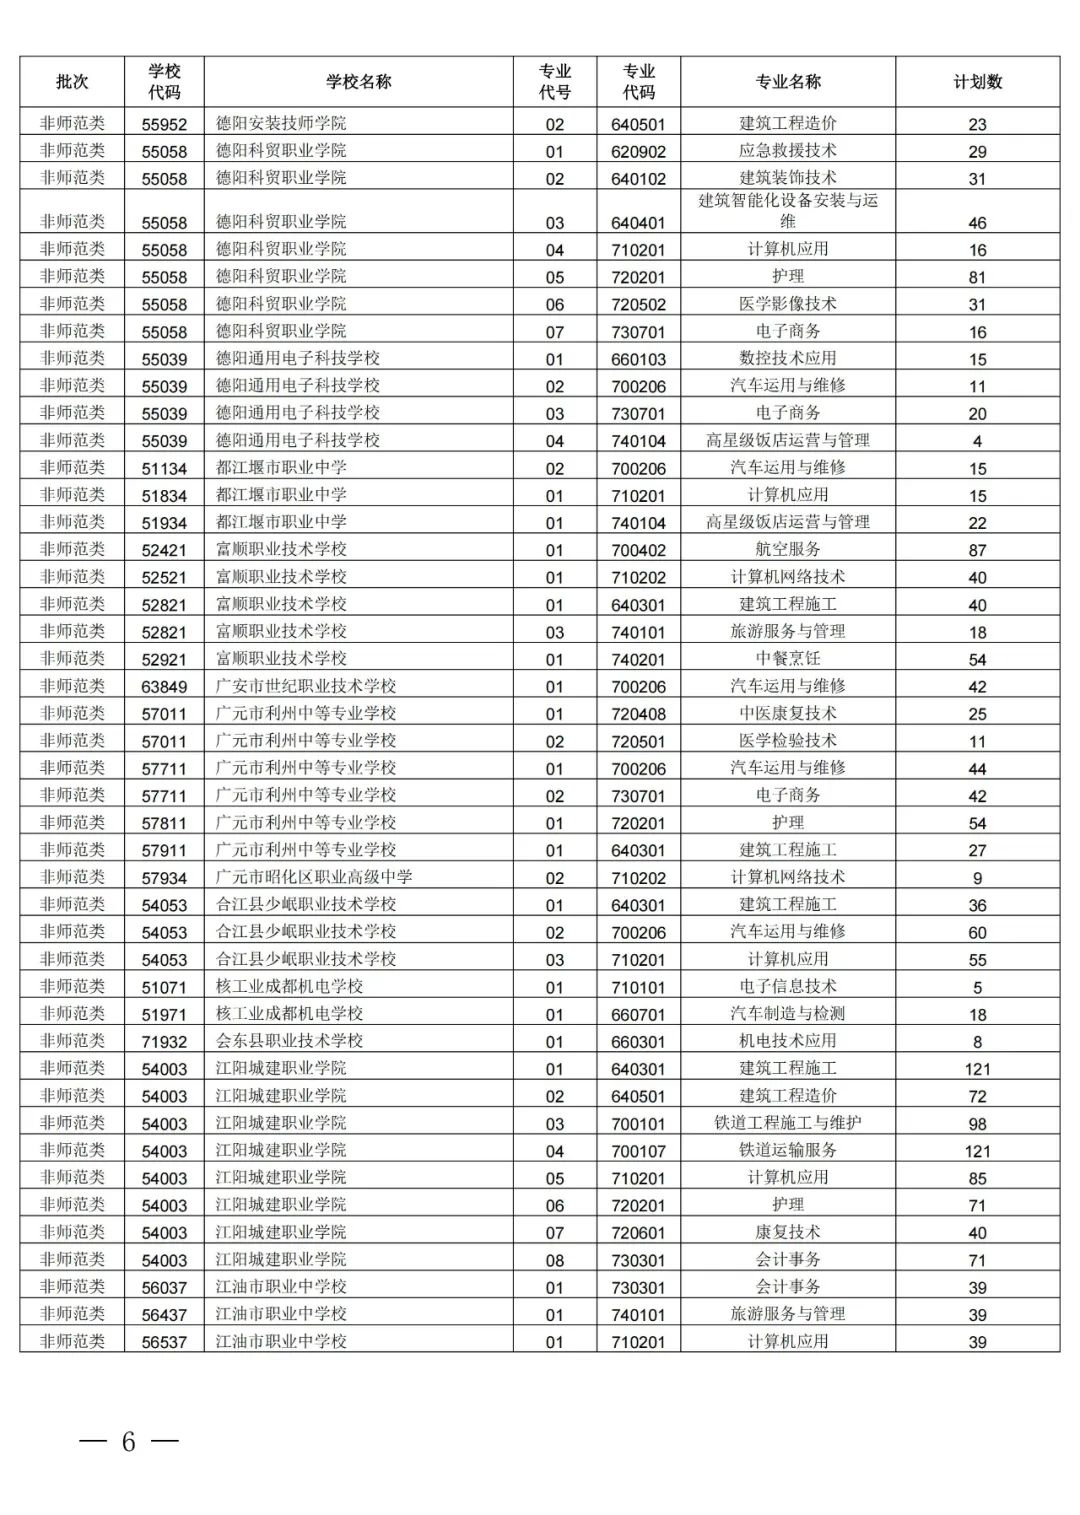 批次 学校代码 学校名称 专业代号 专业代码 专业名称 计划数
非师范类 55952 德阳安装技师学院 02 640501 建筑工程造价 23
非师范类 55058 德阳科贸职业学院 01 620902 应急救援技术 29
非师范类 55058 德阳科贸职业学院 02 640102 建筑装饰技术 31
非师范类 55058 德阳科贸职业学院 03 640401 建筑智能化设备安装与运维 46
非师范类 55058 德阳科贸职业学院 04 710201 计算机应用 16
非师范类 55058 德阳科贸职业学院 05 720201 护理 81
非师范类 55058 德阳科贸职业学院 06 720502 医学影像技术 31
非师范类 55058 德阳科贸职业学院 07 730701 电子商务 16
非师范类 55039 德阳通用电子科技学校 01 660103 数控技术应用 15
非师范类 55039 德阳通用电子科技学校 02 700206 汽车运用与维修 11
非师范类 55039 德阳通用电子科技学校 03 730701 电子商务 20
非师范类 55039 德阳通用电子科技学校 04 740104 高星级饭店运营与管理 4
非师范类 51134 都江堰市职业中学 02 700206 汽车运用与维修 15
非师范类 51834 都江堰市职业中学 01 710201 计算机应用 15
非师范类 51934 都江堰市职业中学 01 740104 高星级饭店运营与管理 22
非师范类 52421 富顺职业技术学校 01 700402 航空服务 87
非师范类 52521 富顺职业技术学校 01 710202 计算机网络技术 40
非师范类 52821 富顺职业技术学校 01 640301 建筑工程施工 40
非师范类 52821 富顺职业技术学校 03 740101 旅游服务与管理 18
非师范类 52921 富顺职业技术学校 01 740201 中餐烹饪 54
非师范类 63849 广安市世纪职业技术学校 01 700206 汽车运用与维修 42
非师范类 57011 广元市利州中等专业学校 01 720408 中医康复技术 25
非师范类 57011 广元市利州中等专业学校 02 720501 医学检验技术 11
非师范类 57711 广元市利州中等专业学校 01 700206 汽车运用与维修 44
非师范类 57711 广元市利州中等专业学校 02 730701 电子商务 42
非师范类 57811 广元市利州中等专业学校 01 720201 护理 54
非师范类 57911 广元市利州中等专业学校 01 640301 建筑工程施工 27
非师范类 57934 广元市昭化区职业高级中学 02 710202 计算机网络技术 9
非师范类 54053 合江县少岷职业技术学校 01 640301 建筑工程施工 36
非师范类 54053 合江县少岷职业技术学校 02 700206 汽车运用与维修 60
非师范类 54053 合江县少岷职业技术学校 03 710201 计算机应用 55
非师范类 51071 核工业成都机电学校 01 710101 电子信息技术 5
非师范类 51971 核工业成都机电学校 01 660701 汽车制造与检测 18
非师范类 71932 会东县职业技术学校 01 660301 机电技术应用 8
非师范类 54003 江阳城建职业学院 01 640301 建筑工程施工 121
非师范类 54003 江阳城建职业学院 02 640501 建筑工程造价 72
非师范类 54003 江阳城建职业学院 03 700101 铁道工程施工与维护 98
非师范类 54003 江阳城建职业学院 04 700107 铁道运输服务 121
非师范类 54003 江阳城建职业学院 05 710201 计算机应用 85
非师范类 54003 江阳城建职业学院 06 720201 护理 71
非师范类 54003 江阳城建职业学院 07 720601 康复技术 40
非师范类 54003 江阳城建职业学院 08 730301 会计事务 71
非师范类 56037 江油市职业中学校 01 730301 会计事务 39
非师范类 56437 江油市职业中学校 01 740101 旅游服务与管理 39
非师范类 56537 江油市职业中学校 01 710201 计算机应用 39
— 6 —